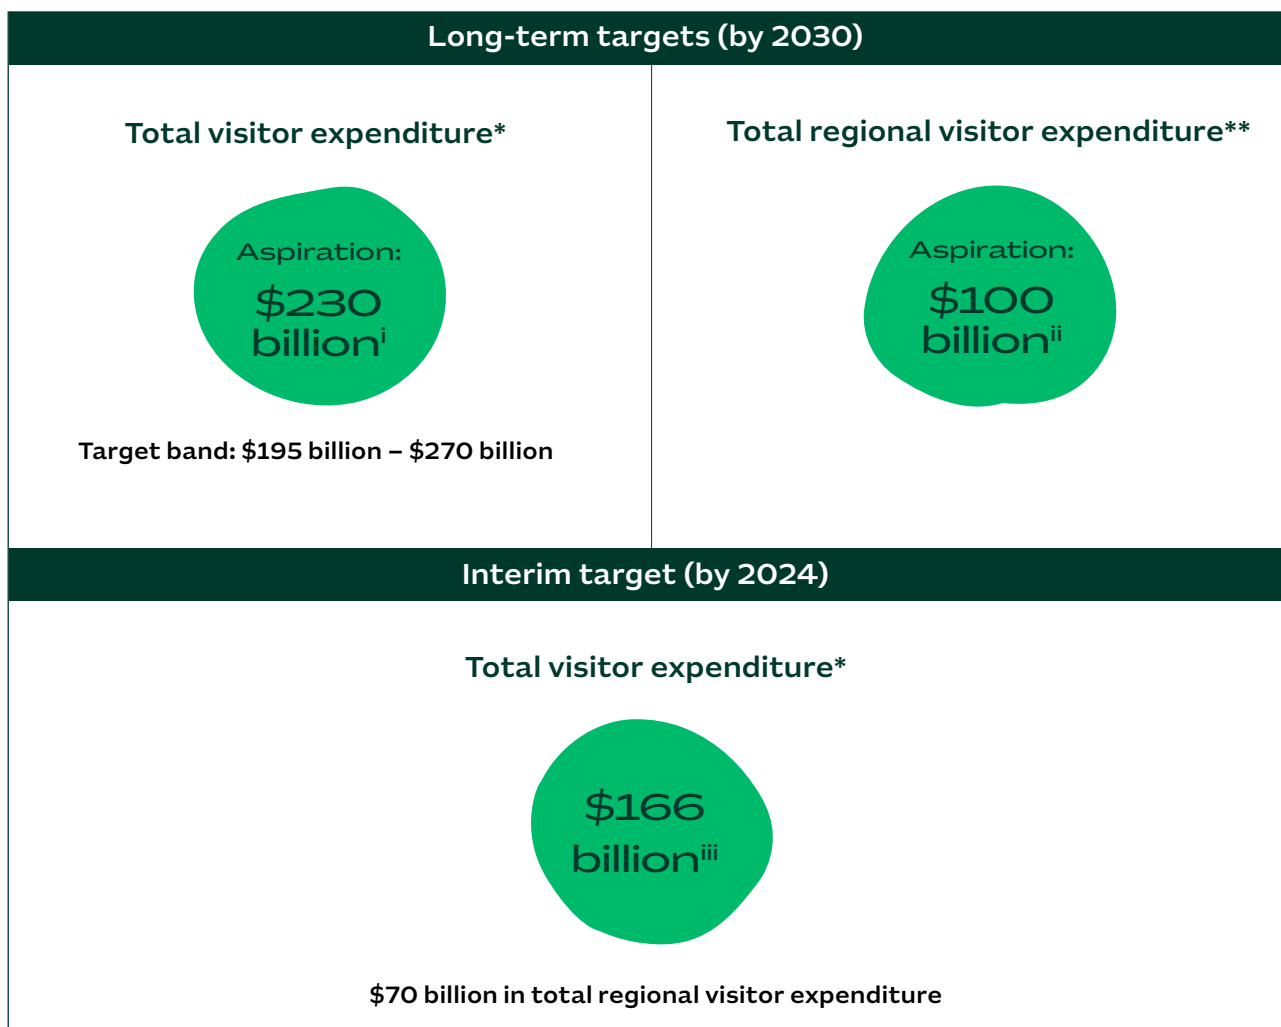 Long-term targets (by 2030)
Total visitor expenditure*
Aspiration:
$230
billionⁱ
Target band: $195 billion – $270 billion
Total regional visitor expenditure**
Aspiration:
$100
billionⁱⁱ
Interim target (by 2024)
Total visitor expenditure*
$166
billionⁱⁱⁱ
$70 billion in total regional visitor expenditure